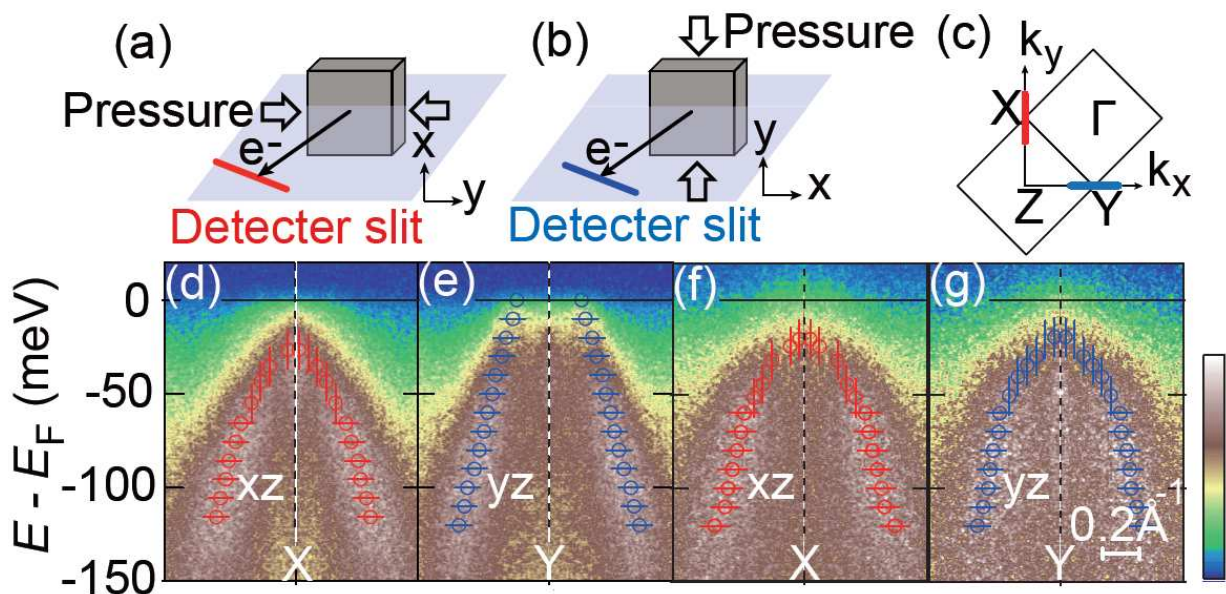 (a)
Pressure
e-
x
y
Detecter slit
(b)
Pressure
e-
y
x
Detecter slit
(c)
ky
X
Γ
Z
Y
kx
E - EF (meV)
0
-50
-100
-150
(d)
xz
X
(e)
yz
Y
(f)
xz
X
(g)
yz
Y
0.2Å-1